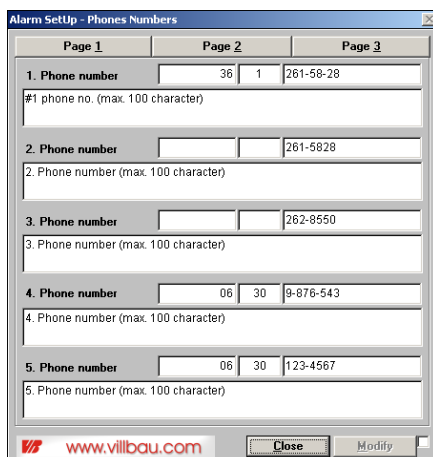 Alarm SetUp - Phones Numbers
Page 1 Page 2 Page 3
1. Phone number 36 1 261-58-28
#1 phone no. (max. 100 character)
2. Phone number 261-5828
2. Phone number (max. 100 character)
3. Phone number 262-8550
3. Phone number (max. 100 character)
4. Phone number 06 30 9-876-543
4. Phone number (max. 100 character)
5. Phone number 06 30 123-4567
5. Phone number (max. 100 character)
www.villbau.com Close Modify